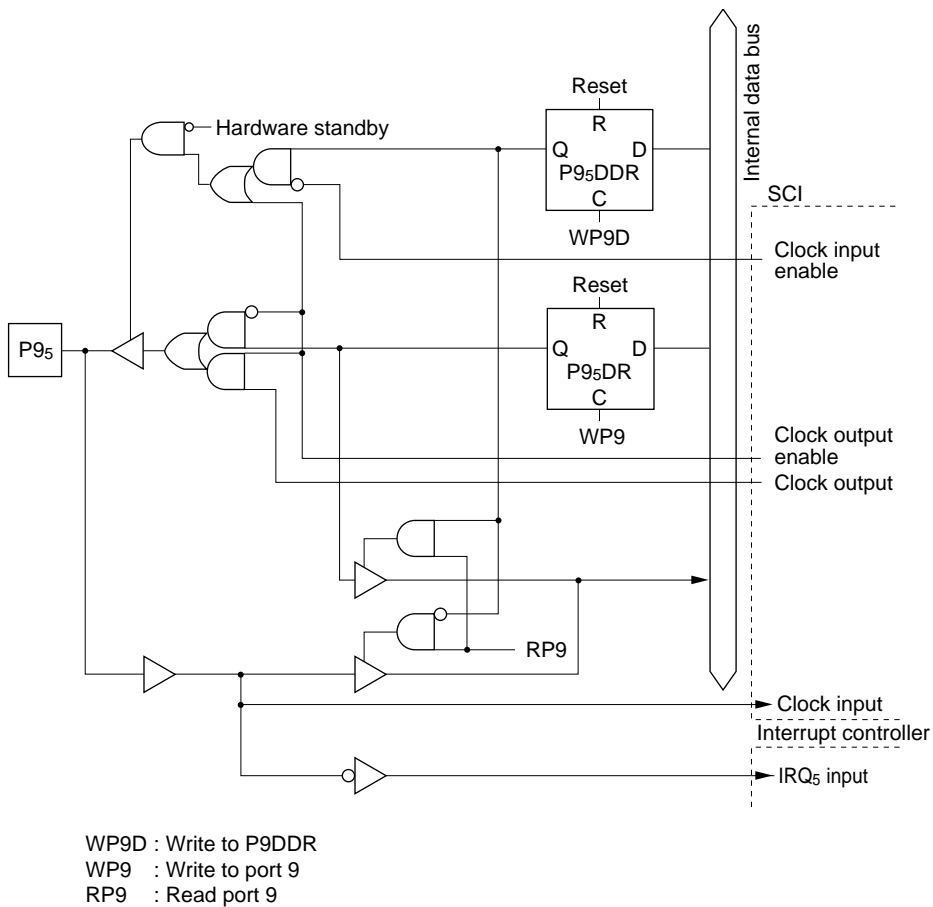 Reset
R
Q D
P9₅DDR
C
WP9D
Hardware standby
Internal data bus
SCI
Clock input
enable
Reset
R
Q D
P9₅DR
C
WP9
P9₅
Clock output
enable
Clock output
RP9
Clock input
Interrupt controller
IRQ₅ input
WP9D : Write to P9DDR
WP9 : Write to port 9
RP9 : Read port 9